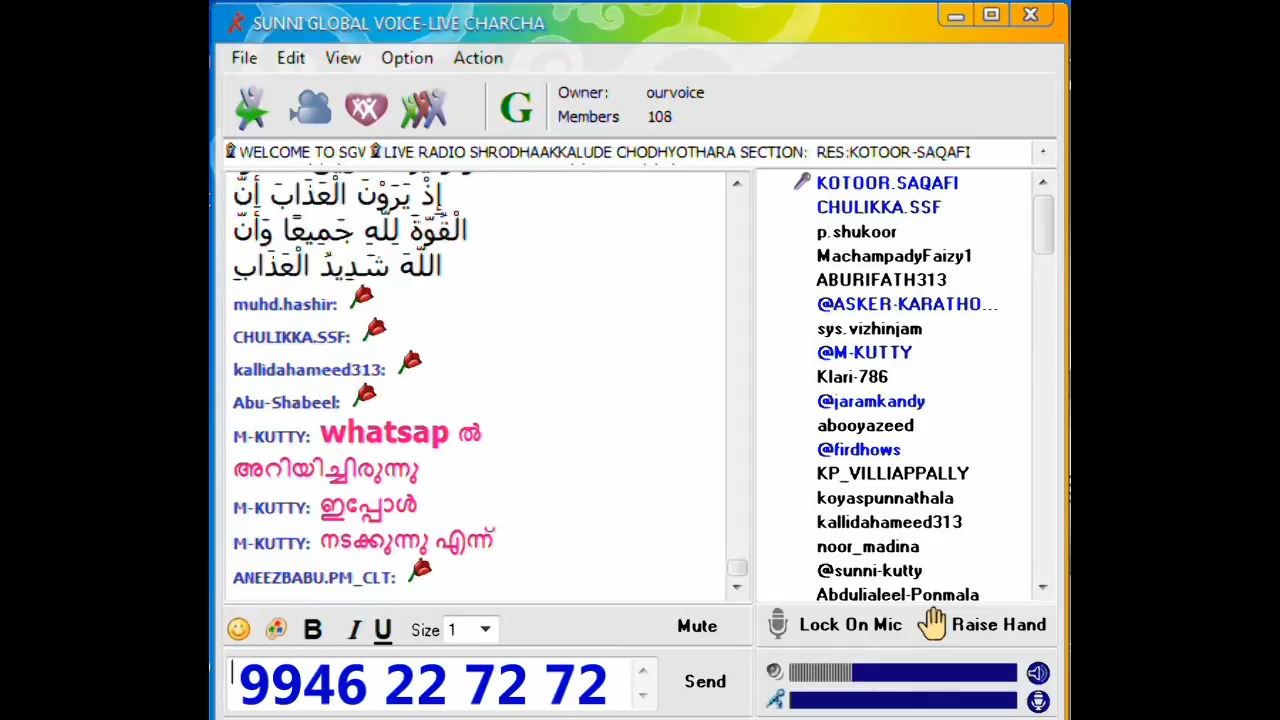 SUNNI GLOBAL VOICE-LIVE CHARCHA
File Edit View Option Action
G
Owner: ourvoice
Members 108
WELCOME TO SGV LIVE RADIO SHRODHAAKKALUDE CHODHYOTHARA SECTION: RES:KOTOOR-SAQAFI
إِذْ يَرَوْنَ الْعَذَابَ أَنَّ
الْقُوَّةَ لِلَّهِ جَمِيعًا وَأَنَّ
اللَّهَ شَدِيدُ الْعَذَابِ
muhd.hashir:
CHULIKKA.SSF:
kallidahameed313:
Abu-Shabeel:
M-KUTTY: whatsap ൽ
അറിയിച്ചിരുന്നു
M-KUTTY: ഇപ്പോൾ
M-KUTTY: നടക്കുന്നു എന്ന്
ANEEZBABU.PM_CLT:
KOTOOR.SAQAFI
CHULIKKA.SSF
p.shukoor
MachampadyFaizy1
ABURIFATH313
@ASKER-KARATHO...
sys.vizhinjam
@M-KUTTY
Klari-786
@jaramkandy
abooyazeed
@firdhows
KP_VILLIAPPALLY
koyaspunnathala
kallidahameed313
noor_madina
@sunni-kutty
Abdulialeel-Ponmala
B I U Size 1 Mute
Lock On Mic Raise Hand
9946 22 72 72 Send